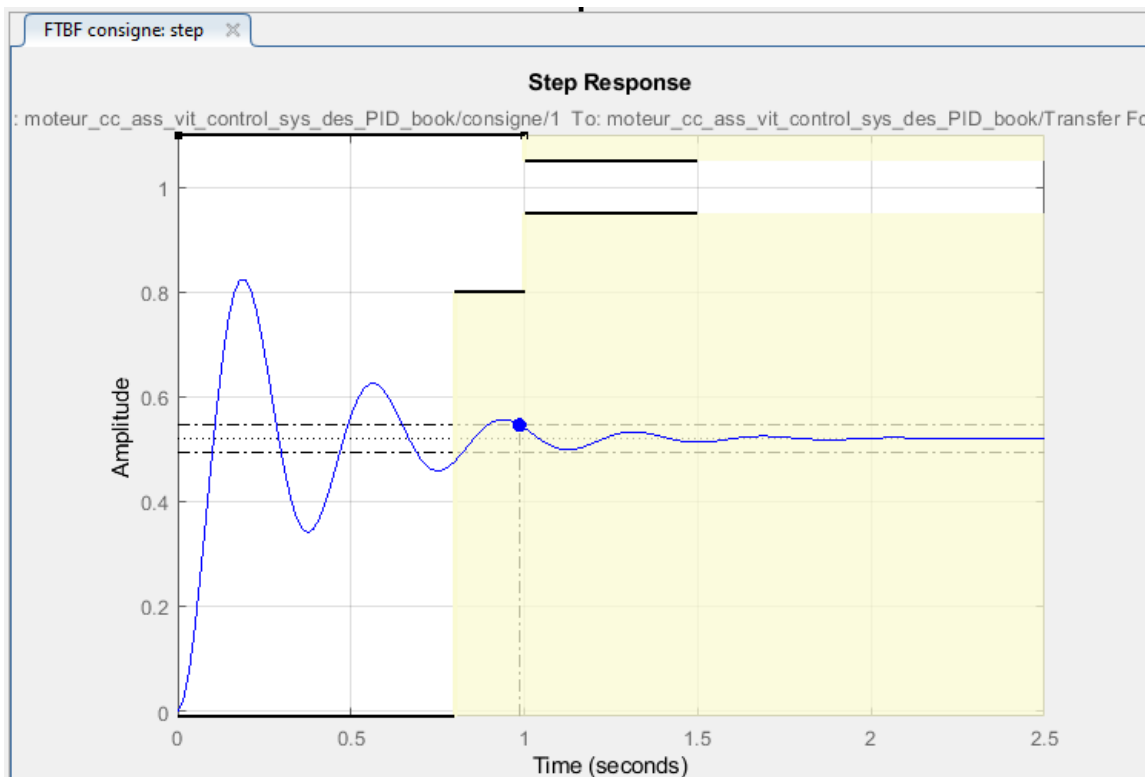 FTBF consigne: step
Step Response
: moteur_cc_ass_vit_control_sys_des_PID_book/consigne/1 To: moteur_cc_ass_vit_control_sys_des_PID_book/Transfer Fc
Amplitude
1
0.8
0.6
0.4
0.2
0
0 0.5 1 1.5 2 2.5
Time (seconds)